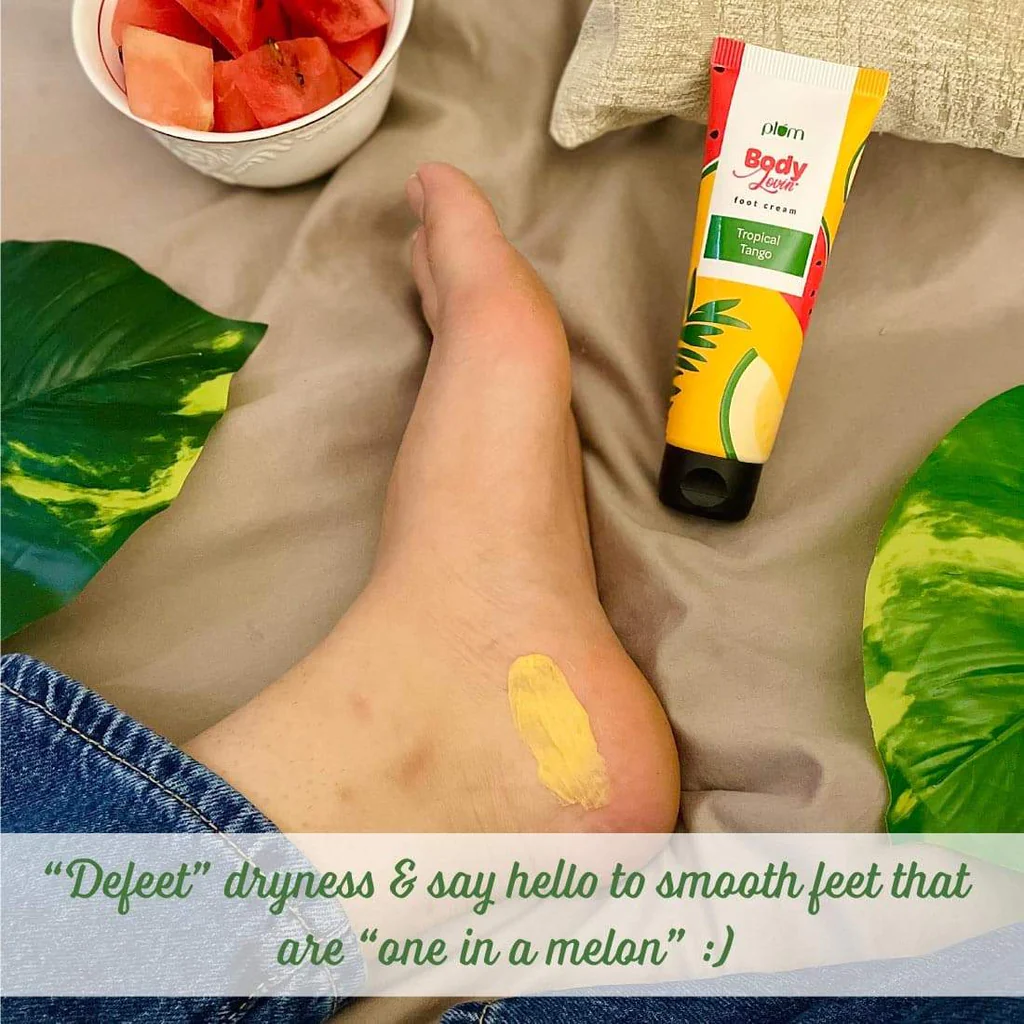 plum
Body
Lovin'
foot cream
Tropical
Tango
“Defeet” dryness & say hello to smooth feet that
are “one in a melon” :)